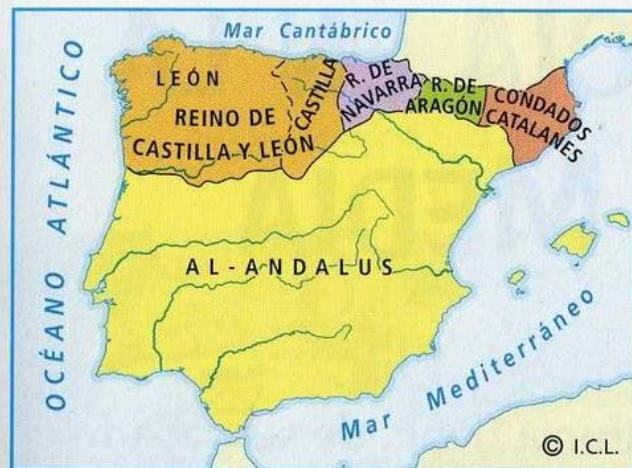 Mar Cantábrico
OCÉANO ATLÁNTICO
LEÓN
REINO DE
CASTILLA Y LEÓN
CASTILLA
R. DE
NAVARRA
R. DE
ARAGÓN
CONDADOS
CATALANES
AL-ANDALUS
Mar Mediterráneo
© I.C.L.